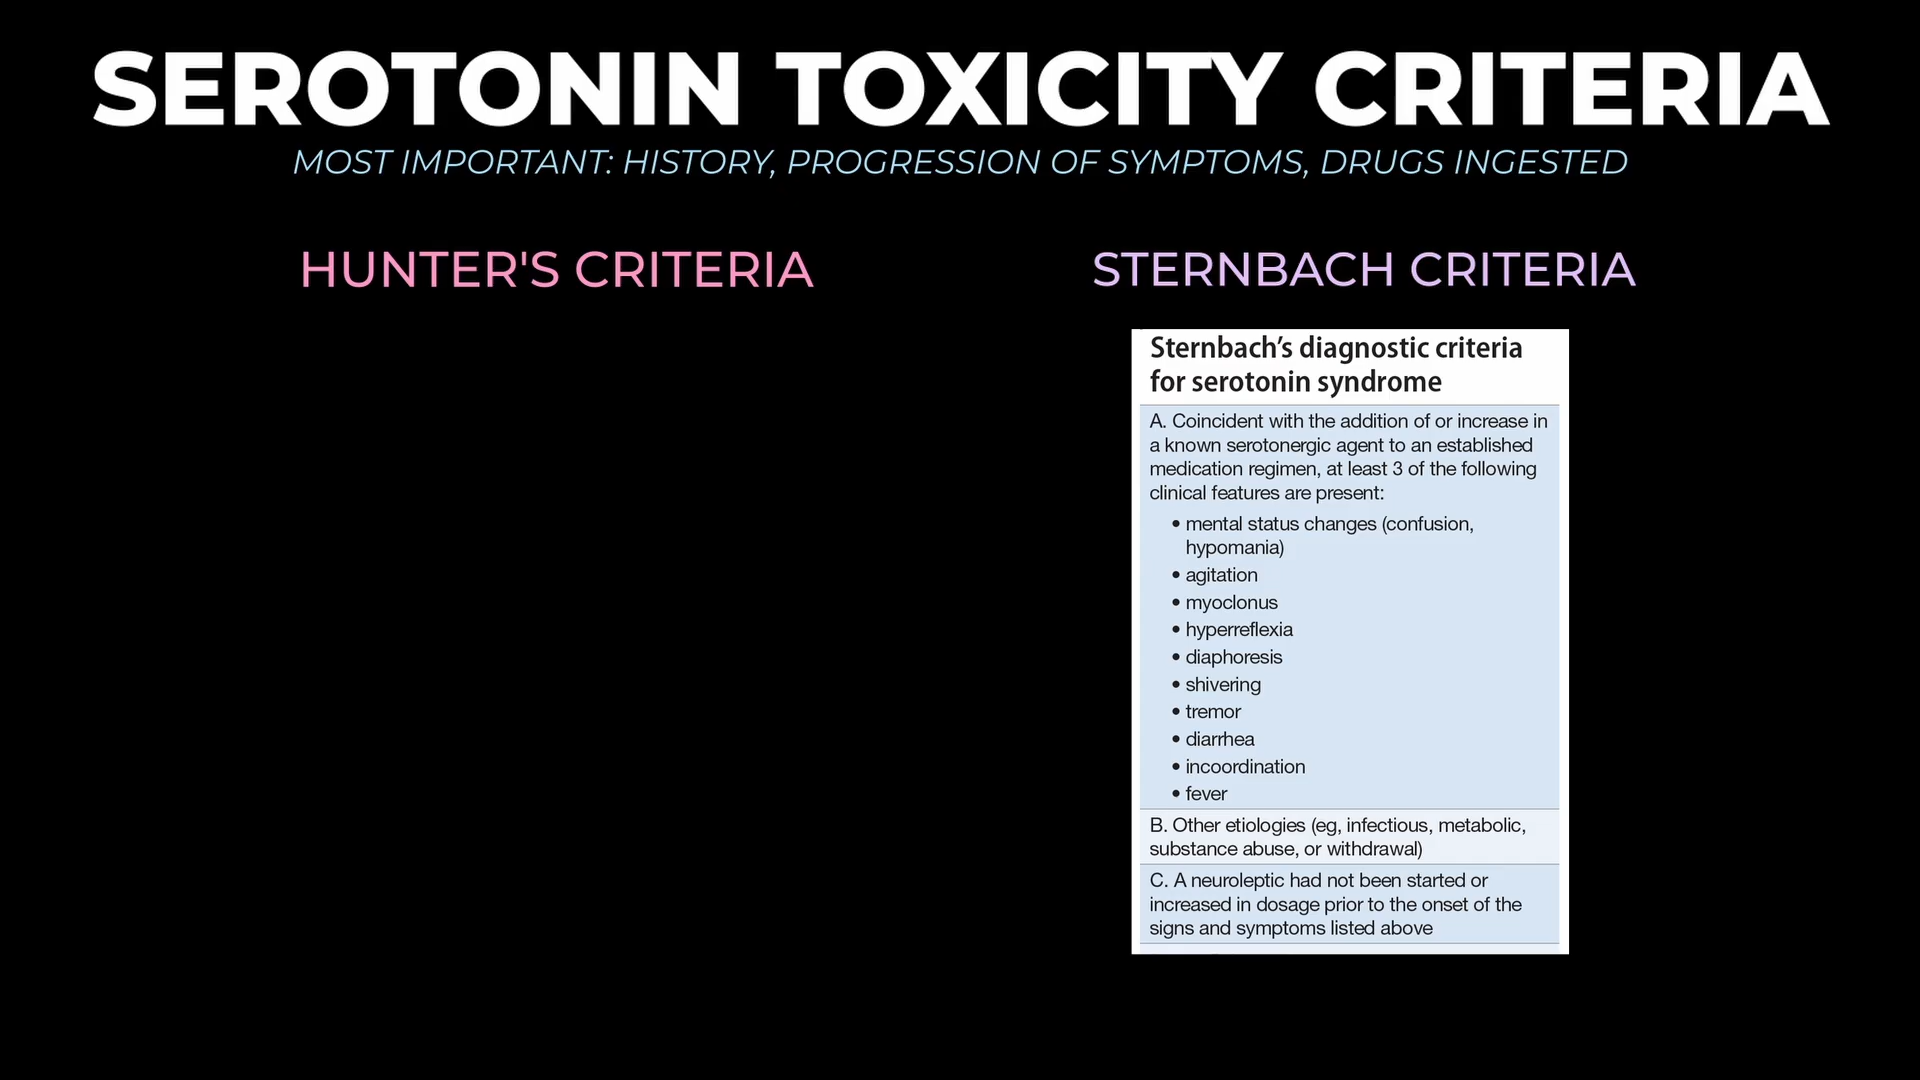 SEROTONIN TOXICITY CRITERIA
MOST IMPORTANT: HISTORY, PROGRESSION OF SYMPTOMS, DRUGS INGESTED
HUNTER'S CRITERIA
STERNBACH CRITERIA
Sternbach's diagnostic criteria
for serotonin syndrome
A. Coincident with the addition of or increase in
a known serotonergic agent to an established
medication regimen, at least 3 of the following
clinical features are present:
• mental status changes (confusion,
hypomania)
• agitation
• myoclonus
• hyperreflexia
• diaphoresis
• shivering
• tremor
• diarrhea
• incoordination
• fever
B. Other etiologies (eg, infectious, metabolic,
substance abuse, or withdrawal)
C. A neuroleptic had not been started or
increased in dosage prior to the onset of the
signs and symptoms listed above